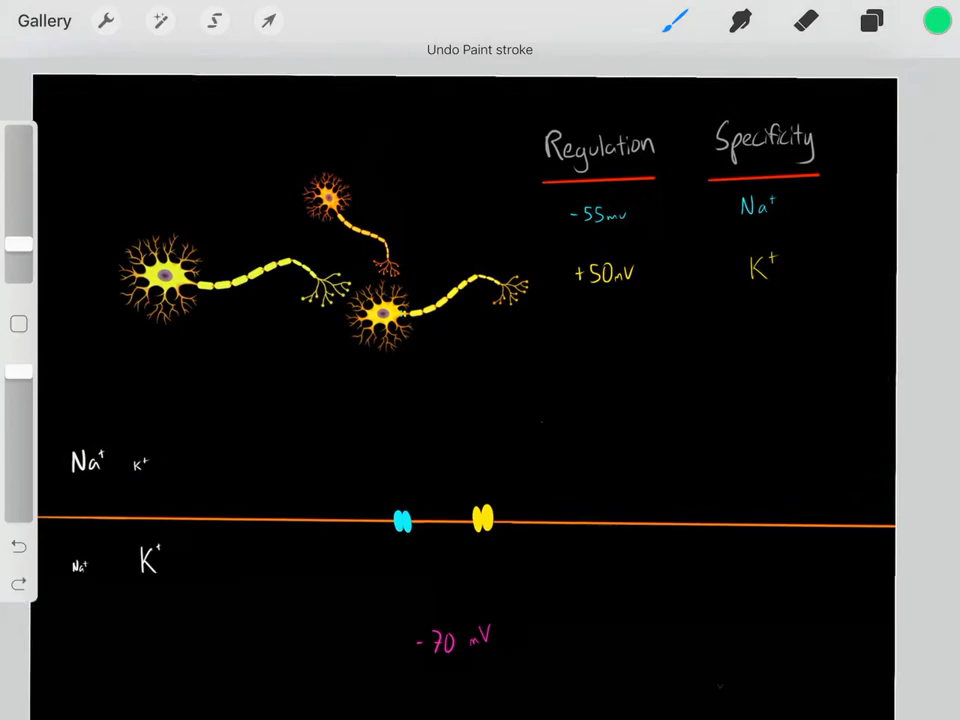 Gallery
Undo Paint stroke
Regulation Specificity
-55mv Na+
+50mV K+
Na+ K+
Na+ K+
-70 mV